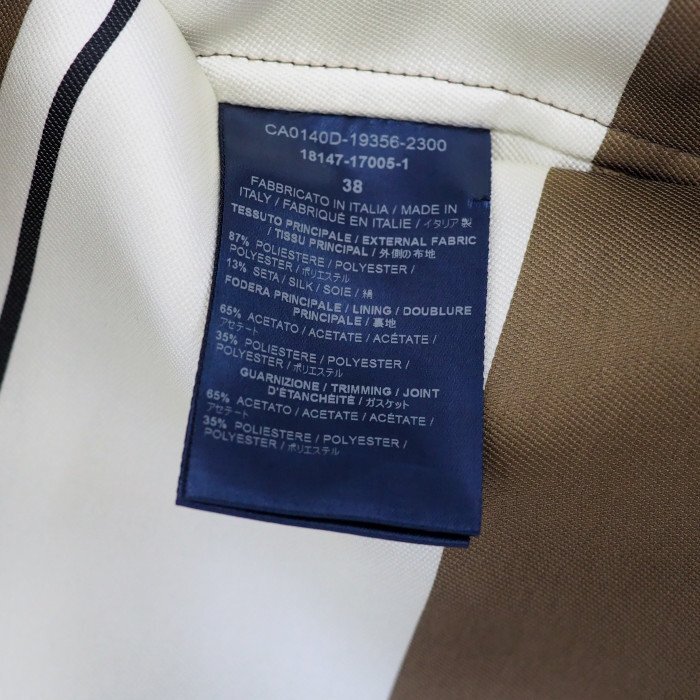 CA0140D-19356-2300
18147-17005-1
38
FABBRICATO IN ITALIA / MADE IN
ITALY / FABRIQUÉ EN ITALIE / イタリア製
TESSUTO PRINCIPALE / EXTERNAL FABRIC
/ TISSU PRINCIPAL / 外側の布地
87% POLIESTERE / POLYESTER /
POLYESTER / ポリエステル
13% SETA / SILK / SOIE / 絹
FODERA PRINCIPALE / LINING / DOUBLURE
PRINCIPALE / 裏地
65% ACETATO / ACETATE / ACÉTATE /
アセテート
35% POLIESTERE / POLYESTER /
POLYESTER / ポリエステル
GUARNIZIONE / TRIMMING / JOINT
D'ÉTANCHÉITÉ / ガスケット
65% ACETATO / ACETATE / ACÉTATE /
アセテート
35% POLIESTERE / POLYESTER /
POLYESTER / ポリエステル